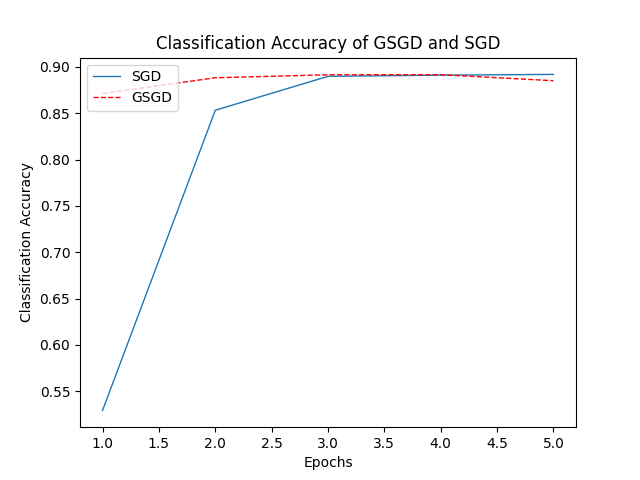 Classification Accuracy of GSGD and SGD
SGD
GSGD
0.90
0.85
0.80
0.75
0.70
0.65
0.60
0.55
Classification Accuracy
1.0 1.5 2.0 2.5 3.0 3.5 4.0 4.5 5.0
Epochs